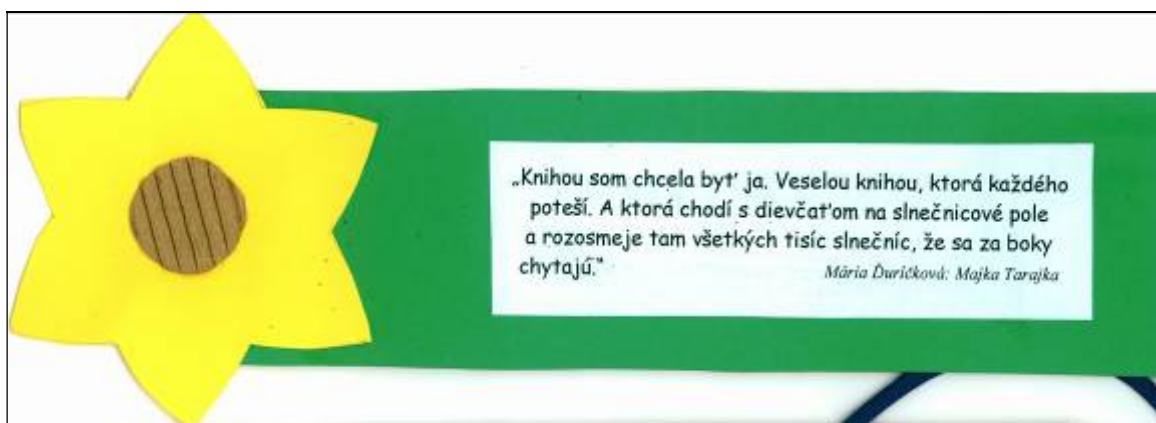 „Knihou som chcela byť ja. Veselou knihou, ktorá každého
poteší. A ktorá chodí s dievčaťom na slnečnicové pole
a rozosmeje tam všetkých tisíc slnečníc, že sa za boky
chytajú.“
Mária Ďuríčková: Majka Tarajka